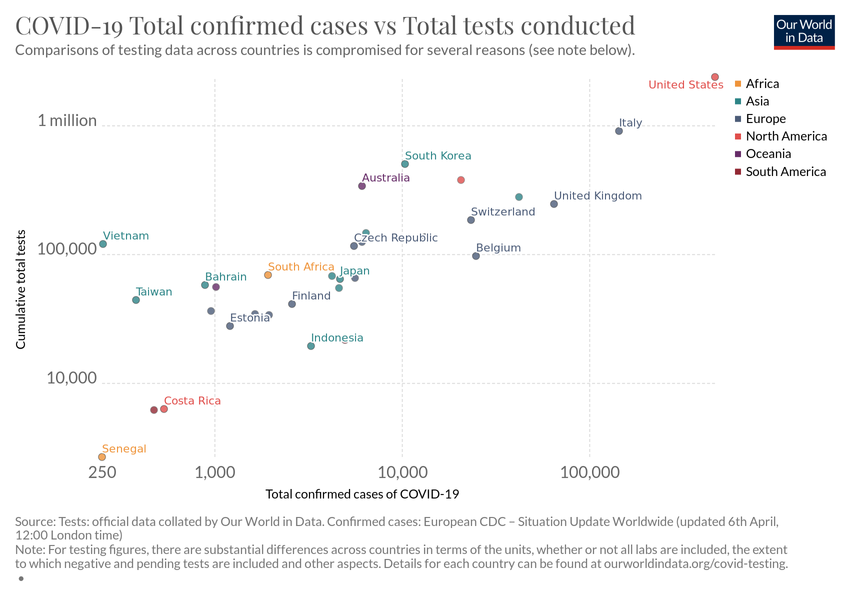 COVID-19 Total confirmed cases vs Total tests conducted
Comparisons of testing data across countries is compromised for several reasons (see note below).
Our World
in Data
United States
Africa
Asia
Europe
North America
Oceania
South America
1 million
Italy
South Korea
Australia
United Kingdom
Switzerland
Vietnam
Czech Republic
Belgium
100,000
South Africa
Japan
Bahrain
Taiwan
Finland
Estonia
Indonesia
Cumulative total tests
10,000
Costa Rica
Senegal
250
1,000
10,000
100,000
Total confirmed cases of COVID-19
Source: Tests: official data collated by Our World in Data. Confirmed cases: European CDC – Situation Update Worldwide (updated 6th April,
12:00 London time)
Note: For testing figures, there are substantial differences across countries in terms of the units, whether or not all labs are included, the extent
to which negative and pending tests are included and other aspects. Details for each country can be found at ourworldindata.org/covid-testing.